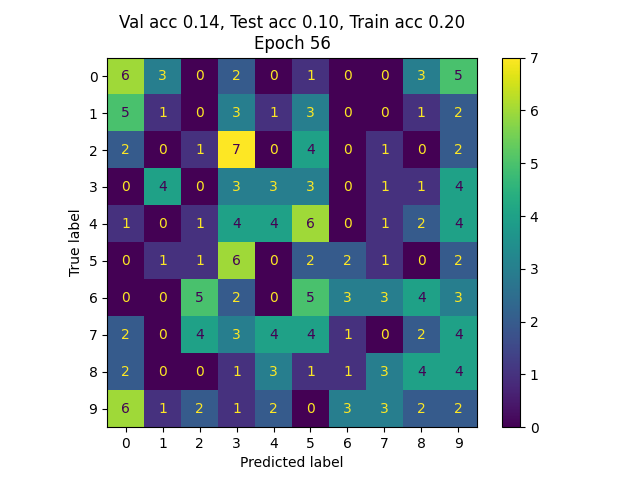 Val acc 0.14, Test acc 0.10, Train acc 0.20
Epoch 56
0 6 3 0 2 0 1 0 0 3 5
1 5 1 0 3 1 3 0 0 1 2
2 2 0 1 7 0 4 0 1 0 2
3 0 4 0 3 3 3 0 1 1 4
4 1 0 1 4 4 6 0 1 2 4
5 0 1 1 6 0 2 2 1 0 2
6 0 0 5 2 0 5 3 3 4 3
7 2 0 4 3 4 4 1 0 2 4
8 2 0 0 1 3 1 1 3 4 4
9 6 1 2 1 2 0 3 3 2 2
0 1 2 3 4 5 6 7 8 9
Predicted label
True label
7
6
5
4
3
2
1
0